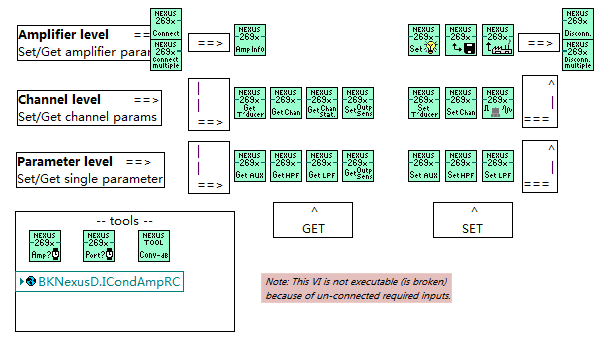 Amplifier level ==>
Set/Get amplifier param
NEXUS
269x
Connect
NEXUS
269x
Connect
multiple
==>
NEXUS
269x
Amp Info
NEXUS
269x
Set
NEXUS
269x
NEXUS
269x
==>
NEXUS
269x
Disconn.
NEXUS
269x
Disconn.
multiple
Channel level ==>
Set/Get channel params
|
|
==>
NEXUS
269x
Get
T'ducer
NEXUS
269x
Get Chan
NEXUS
269x
Get Chan
Stat.
NEXUS
269x
Set Outp
Sens
NEXUS
269x
Set
T'ducer
NEXUS
269x
Set Chan
NEXUS
269x
^
|
===
Parameter level ==>
Set/Get single parameter
|
|
==>
NEXUS
269x
Get AUX
NEXUS
269x
Get HPF
NEXUS
269x
Get LPF
NEXUS
269x
Get Outp
Sens
NEXUS
269x
Set AUX
NEXUS
269x
Set HPF
NEXUS
269x
Set LPF
^
|
===
-- tools --
NEXUS
269x
Amp?
NEXUS
269x
Port?
NEXUS
TOOL
Conv-dB
BKNexusD.ICondAmpRC
^
GET
^
SET
Note: This VI is not executable (is broken)
because of un-connected required inputs.